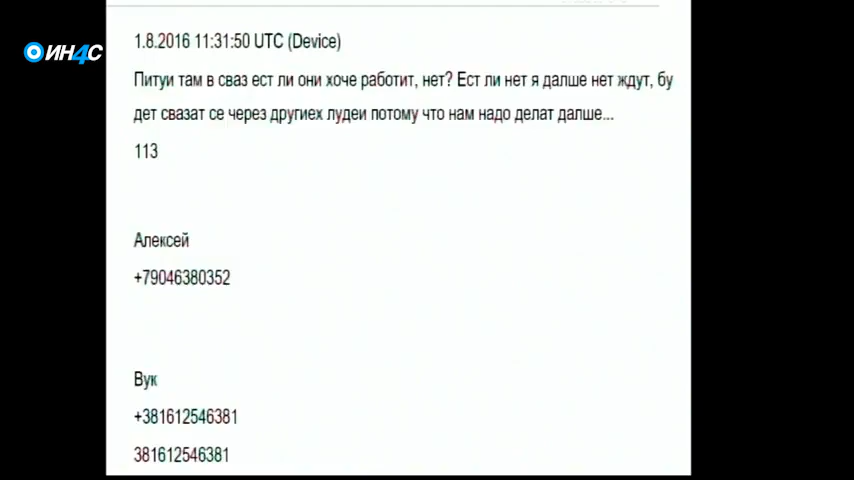 ИН4С
1.8.2016 11:31:50 UTC (Device)
Питуи там в сваз ест ли они хоче работит, нет? Ест ли нет я далше нет ждут, бу
дет свазат се через другиех лудеи потому что нам надо делат далше...
113
Алексей
+79046380352
Вук
+381612546381
381612546381